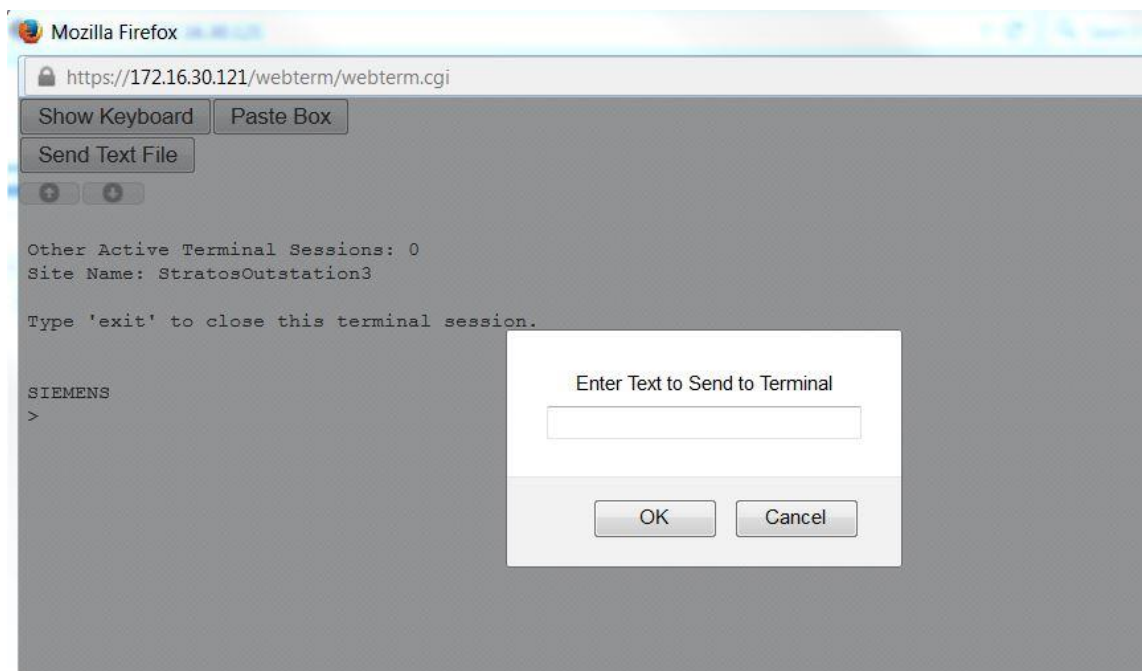 Mozilla Firefox
https://172.16.30.121/webterm/webterm.cgi
Show Keyboard Paste Box
Send Text File
Other Active Terminal Sessions: 0
Site Name: StratosOutstation3
Type 'exit' to close this terminal session.
SIEMENS
>
Enter Text to Send to Terminal
OK Cancel